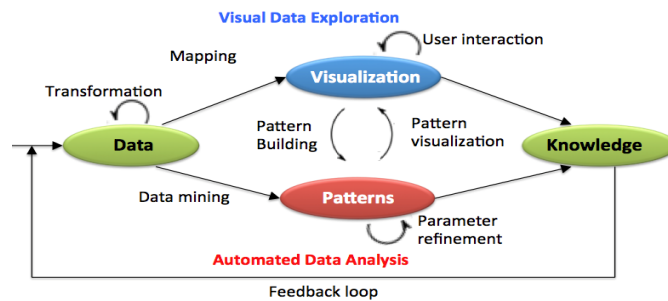 Visual Data Exploration
User interaction
Mapping
Visualization
Transformation
Pattern
Building
Pattern
visualization
Data
Knowledge
Data mining
Patterns
Parameter
refinement
Automated Data Analysis
Feedback loop